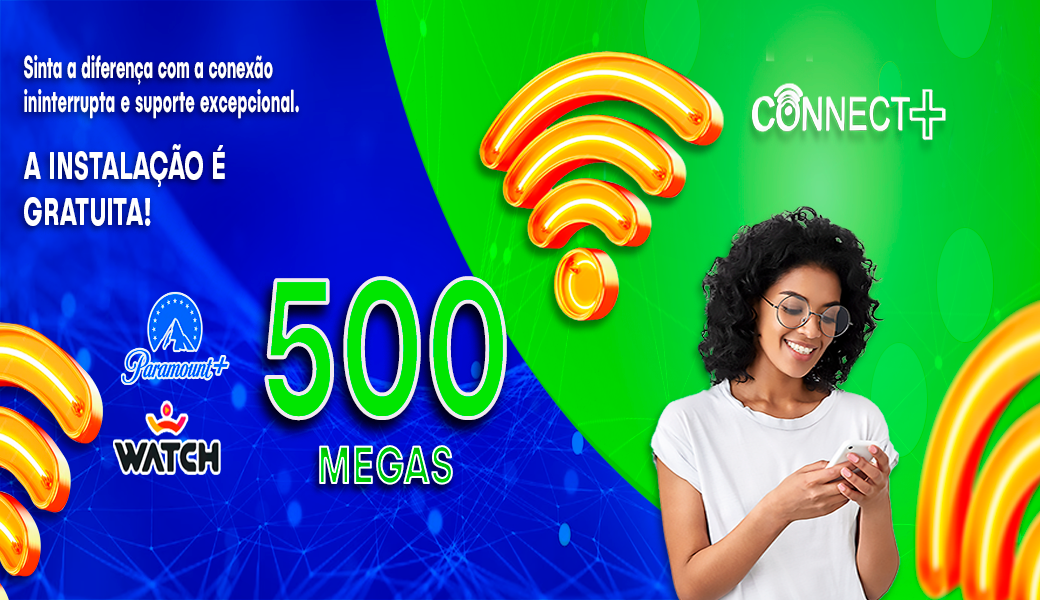 Sinta a diferença com a conexão
ininterrupta e suporte excepcional.
A INSTALAÇÃO É
GRATUITA!
CONNECT+
Paramount+
WATCH
500
MEGAS